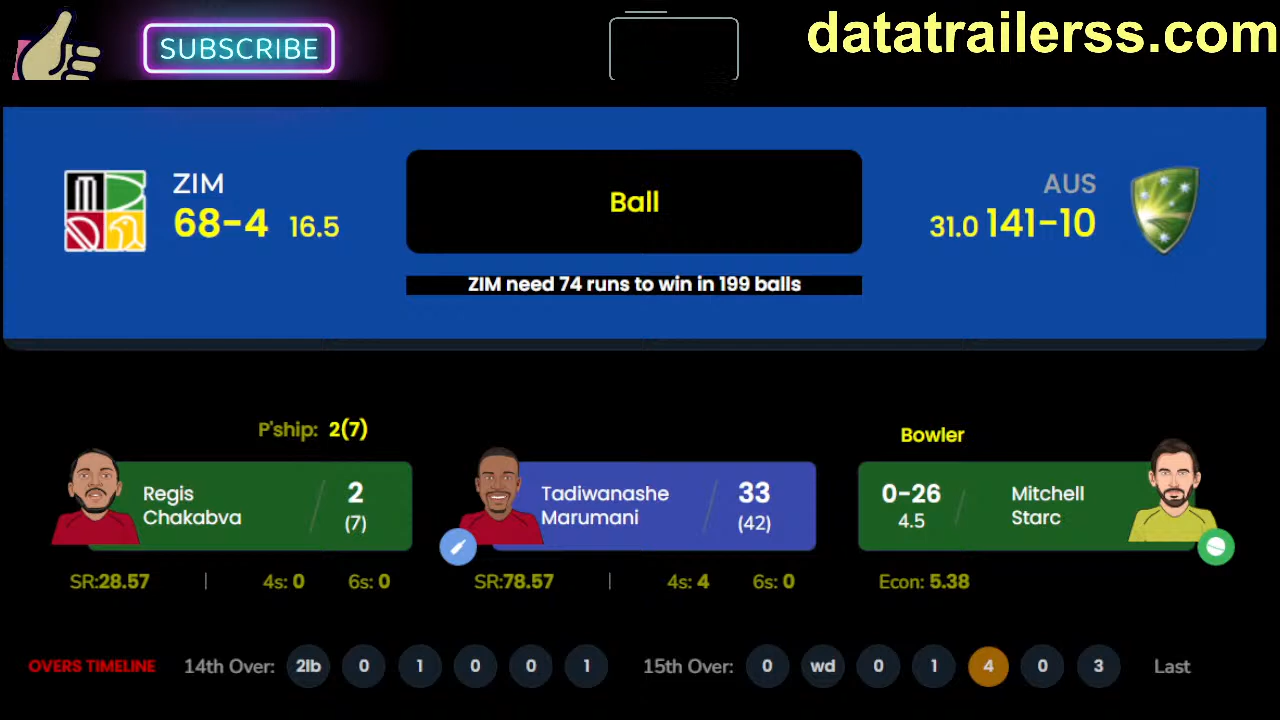 SUBSCRIBE
datatrailerss.com
ZIM
68-4 16.5
Ball
AUS
31.0 141-10
ZIM need 74 runs to win in 199 balls
P'ship: 2(7)
Bowler
Regis
Chakabva
2
(7)
Tadiwanashe
Marumani
33
(42)
0-26
4.5
Mitchell
Starc
SR:28.57 | 4s: 0 6s: 0
SR:78.57 | 4s: 4 6s: 0
Econ: 5.38
OVERS TIMELINE 14th Over: 2lb 0 1 0 0 1 15th Over: 0 wd 0 1 4 0 3 Last